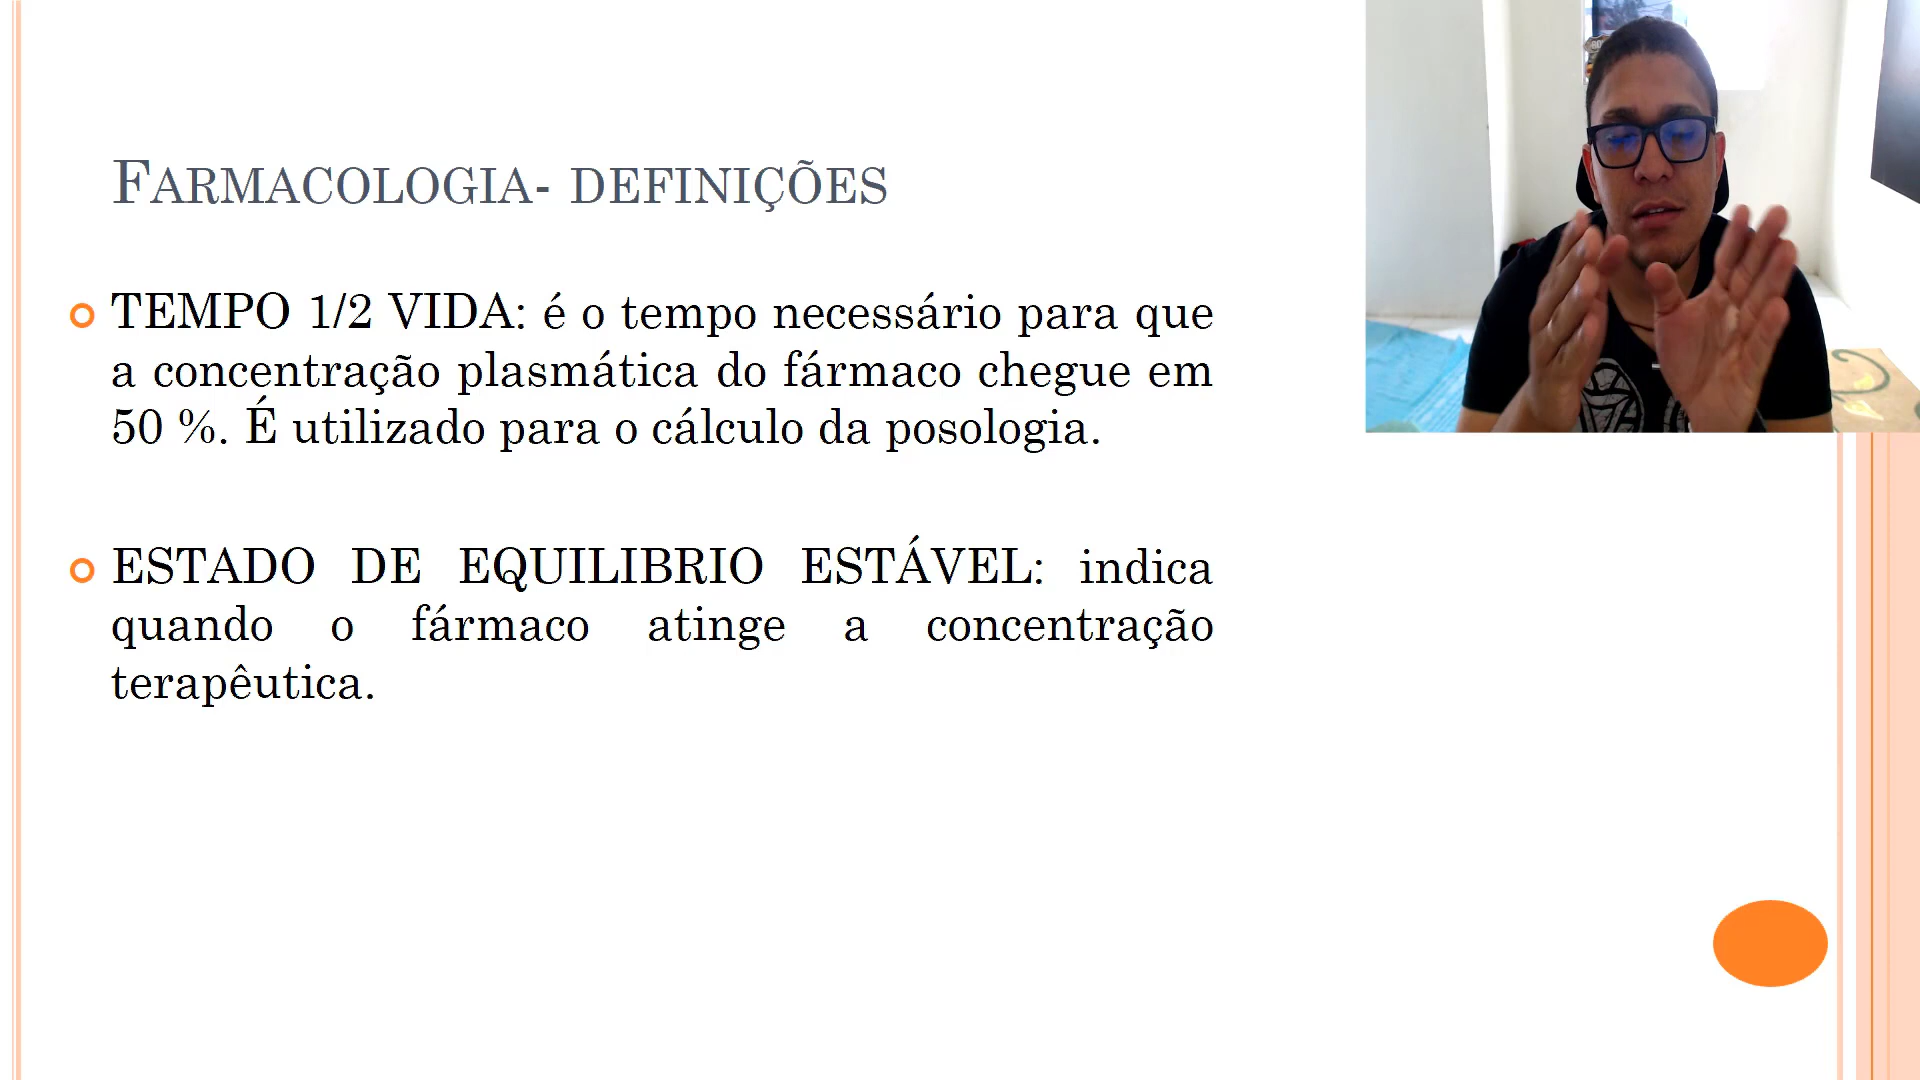 FARMACOLOGIA- DEFINIÇÕES
TEMPO 1/2 VIDA: é o tempo necessário para que
a concentração plasmática do fármaco chegue em
50 %. É utilizado para o cálculo da posologia.
ESTADO DE EQUILIBRIO ESTÁVEL: indica
quando o fármaco atinge a concentração
terapêutica.